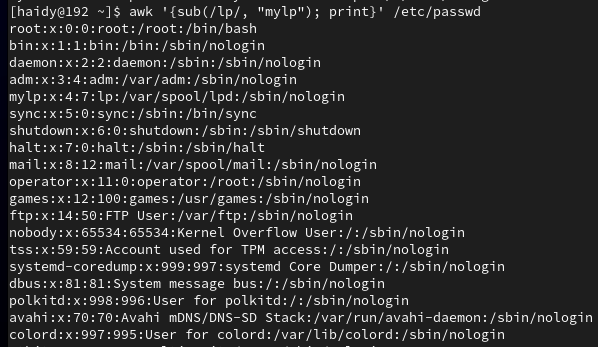 [haidy@192 ~]$ awk '{sub(/lp/, "mylp"); print}' /etc/passwd
root:x:0:0:root:/root:/bin/bash
bin:x:1:1:bin:/bin:/sbin/nologin
daemon:x:2:2:daemon:/sbin:/sbin/nologin
adm:x:3:4:adm:/var/adm:/sbin/nologin
mylp:x:4:7:lp:/var/spool/lpd:/sbin/nologin
sync:x:5:0:sync:/sbin:/bin/sync
shutdown:x:6:0:shutdown:/sbin:/sbin/shutdown
halt:x:7:0:halt:/sbin:/sbin/halt
mail:x:8:12:mail:/var/spool/mail:/sbin/nologin
operator:x:11:0:operator:/root:/sbin/nologin
games:x:12:100:games:/usr/games:/sbin/nologin
ftp:x:14:50:FTP User:/var/ftp:/sbin/nologin
nobody:x:65534:65534:Kernel Overflow User:/:/sbin/nologin
tss:x:59:59:Account used for TPM access:/:/sbin/nologin
systemd-coredump:x:999:997:systemd Core Dumper:/:/sbin/nologin
dbus:x:81:81:System message bus:/:/sbin/nologin
polkitd:x:998:996:User for polkitd:/:/sbin/nologin
avahi:x:70:70:Avahi mDNS/DNS-SD Stack:/var/run/avahi-daemon:/sbin/nologin
colord:x:997:995:User for colord:/var/lib/colord:/sbin/nologin